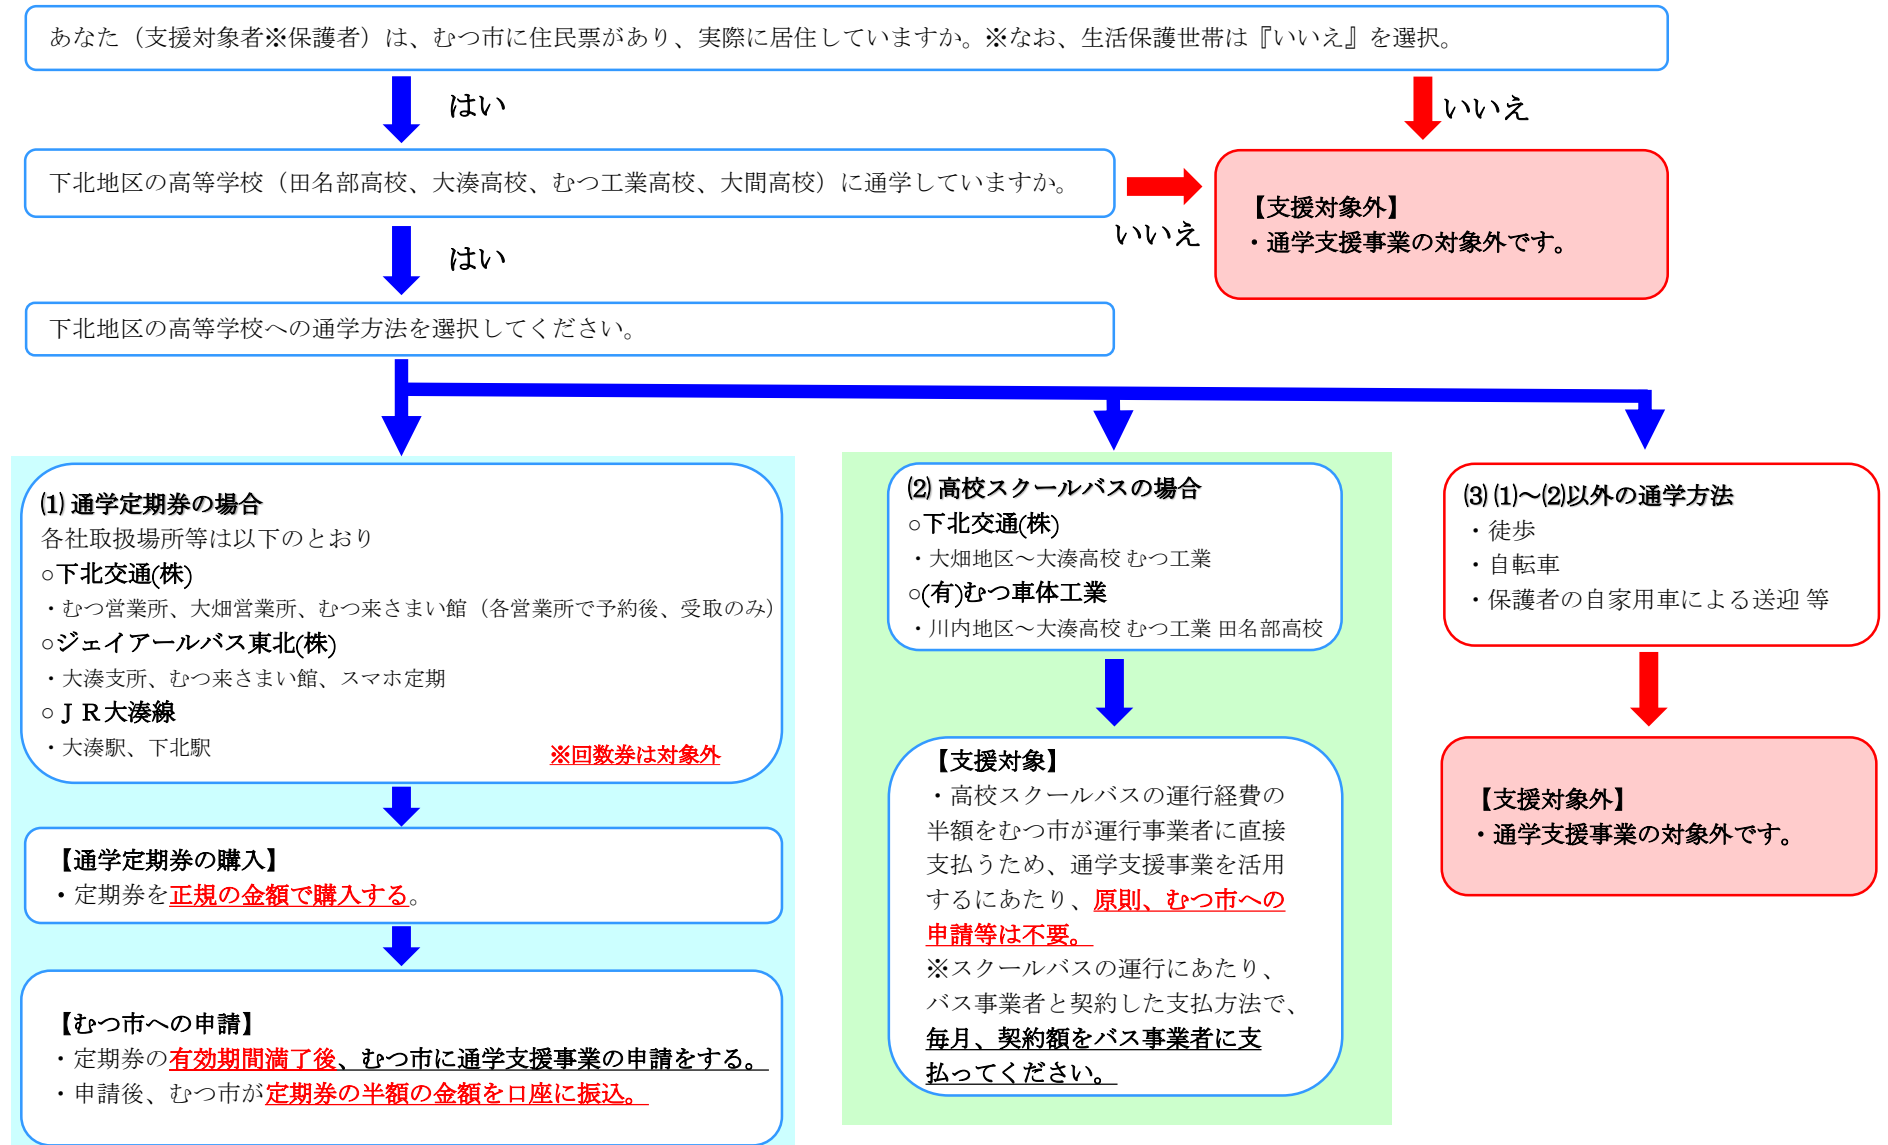 あなた（支援対象者※保護者）は、むつ市に住民票があり、実際に居住していますか。※なお、生活保護世帯は『いいえ』を選択。
はい
いいえ
下北地区の高等学校（田名部高校、大湊高校、むつ工業高校、大間高校）に通学していますか。
いいえ
【支援対象外】
・通学支援事業の対象外です。
はい
下北地区の高等学校への通学方法を選択してください。
⑴ 通学定期券の場合
各社取扱場所等は以下のとおり
○下北交通(株)
・むつ営業所、大畑営業所、むつ来さまい館（各営業所で予約後、受取のみ）
○ジェイアールバス東北(株)
・大湊支所、むつ来さまい館、スマホ定期
○ＪＲ大湊線
・大湊駅、下北駅
※回数券は対象外
【通学定期券の購入】
・定期券を正規の金額で購入する。
【むつ市への申請】
・定期券の有効期間満了後、むつ市に通学支援事業の申請をする。
・申請後、むつ市が定期券の半額の金額を口座に振込。
⑵ 高校スクールバスの場合
○下北交通(株)
・大畑地区～大湊高校 むつ工業
○(有)むつ車体工業
・川内地区～大湊高校 むつ工業 田名部高校
【支援対象】
・高校スクールバスの運行経費の
半額をむつ市が運行事業者に直接
支払うため、通学支援事業を活用
するにあたり、原則、むつ市への
申請等は不要。
※スクールバスの運行にあたり、
バス事業者と契約した支払方法で、
毎月、契約額をバス事業者に支
払ってください。
⑶ ⑴～⑵以外の通学方法
・徒歩
・自転車
・保護者の自家用車による送迎 等
【支援対象外】
・通学支援事業の対象外です。